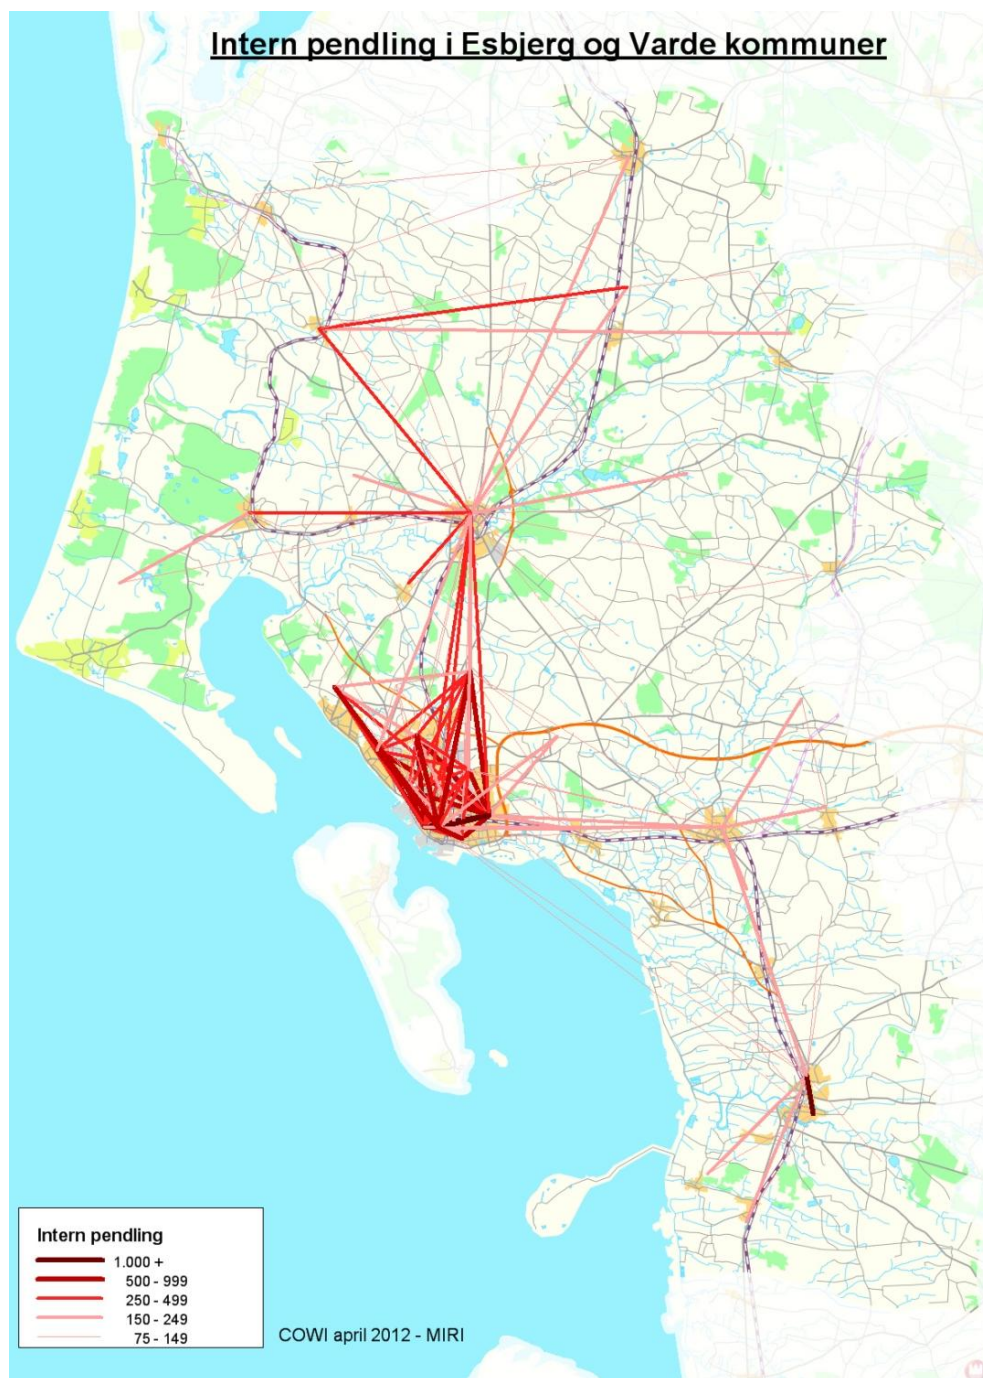 Intern pendling i Esbjerg og Varde kommuner
Intern pendling
1.000 +
500 - 999
250 - 499
150 - 249
75 - 149
COWI april 2012 - MIRI